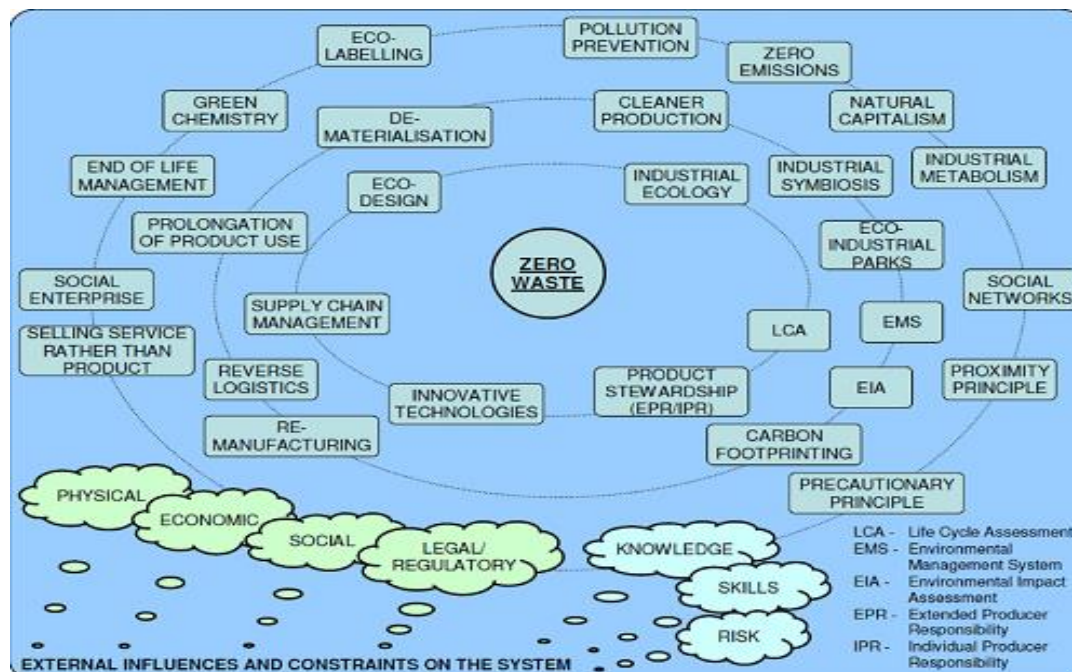 ECO-
LABELLING
POLLUTION
PREVENTION
ZERO
EMISSIONS
GREEN
CHEMISTRY
DE-
MATERIALISATION
CLEANER
PRODUCTION
NATURAL
CAPITALISM
END OF LIFE
MANAGEMENT
ECO-
DESIGN
INDUSTRIAL
ECOLOGY
INDUSTRIAL
SYMBIOSIS
INDUSTRIAL
METABOLISM
PROLONGATION
OF PRODUCT USE
ECO-
INDUSTRIAL
PARKS
ZERO
WASTE
SOCIAL
ENTERPRISE
SUPPLY CHAIN
MANAGEMENT
SOCIAL
NETWORKS
LCA
EMS
SELLING SERVICE
RATHER THAN
PRODUCT
REVERSE
LOGISTICS
INNOVATIVE
TECHNOLOGIES
PRODUCT
STEWARDSHIP
(EPR/IPR)
EIA
PROXIMITY
PRINCIPLE
RE-
MANUFACTURING
CARBON
FOOTPRINTING
PRECAUTIONARY
PRINCIPLE
PHYSICAL
ECONOMIC
SOCIAL
LEGAL/
REGULATORY
KNOWLEDGE
SKILLS
RISK
LCA - Life Cycle Assessment
EMS - Environmental
Management System
EIA - Environmental Impact
Assessment
EPR - Extended Producer
Responsibility
IPR - Individual Producer
Responsibility
EXTERNAL INFLUENCES AND CONSTRAINTS ON THE SYSTEM